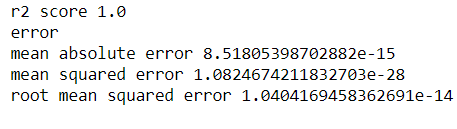 r2 score 1.0
error
mean absolute error 8.51805398702882e-15
mean squared error 1.0824674211832703e-28
root mean squared error 1.0404169458362691e-14